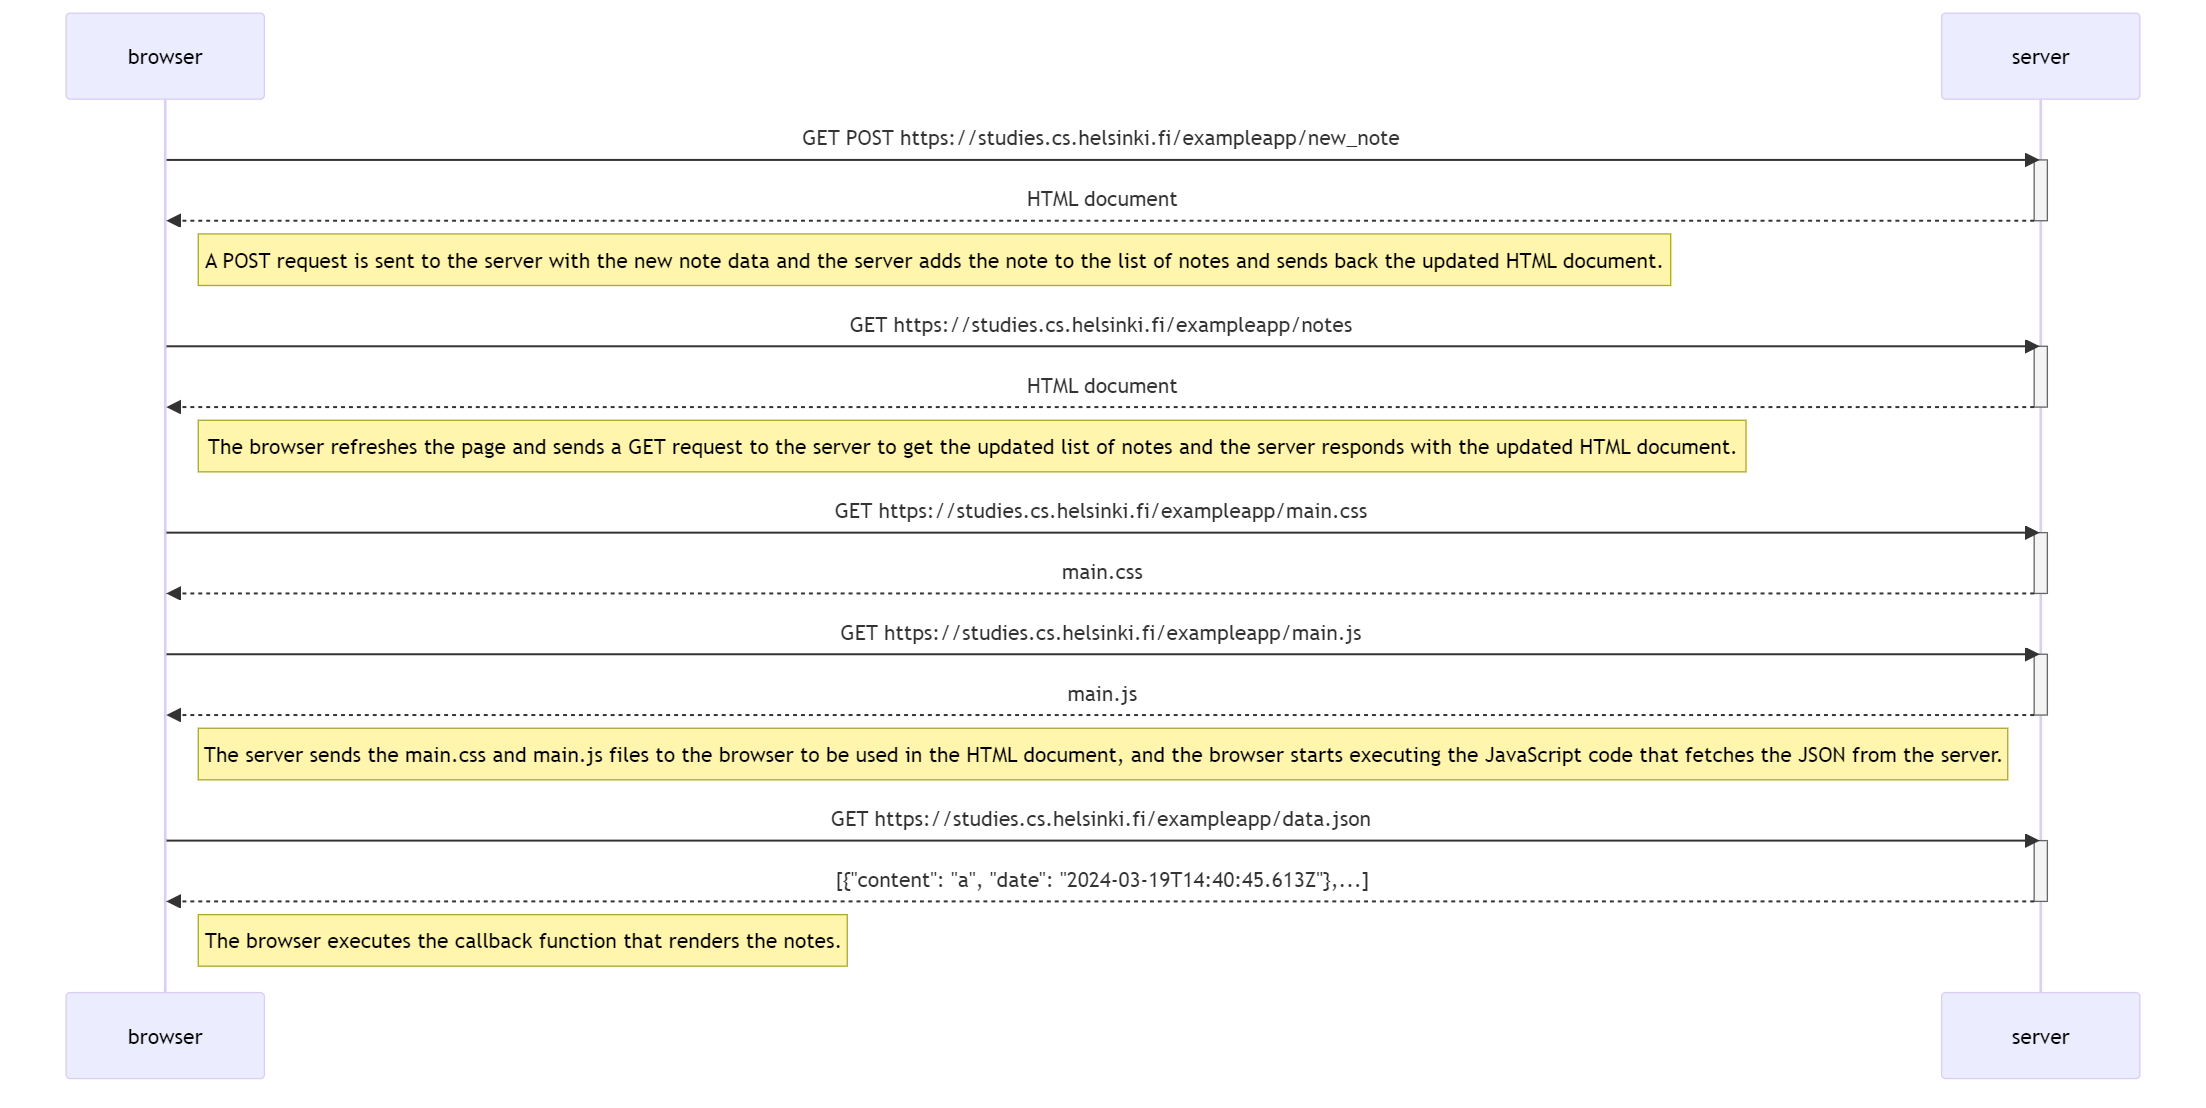 browser
server
GET POST https://studies.cs.helsinki.fi/exampleapp/new_note
HTML document
A POST request is sent to the server with the new note data and the server adds the note to the list of notes and sends back the updated HTML document.
GET https://studies.cs.helsinki.fi/exampleapp/notes
HTML document
The browser refreshes the page and sends a GET request to the server to get the updated list of notes and the server responds with the updated HTML document.
GET https://studies.cs.helsinki.fi/exampleapp/main.css
main.css
GET https://studies.cs.helsinki.fi/exampleapp/main.js
main.js
The server sends the main.css and main.js files to the browser to be used in the HTML document, and the browser starts executing the JavaScript code that fetches the JSON from the server.
GET https://studies.cs.helsinki.fi/exampleapp/data.json
[{"content": "a", "date": "2024-03-19T14:40:45.613Z"},...]
The browser executes the callback function that renders the notes.
browser
server